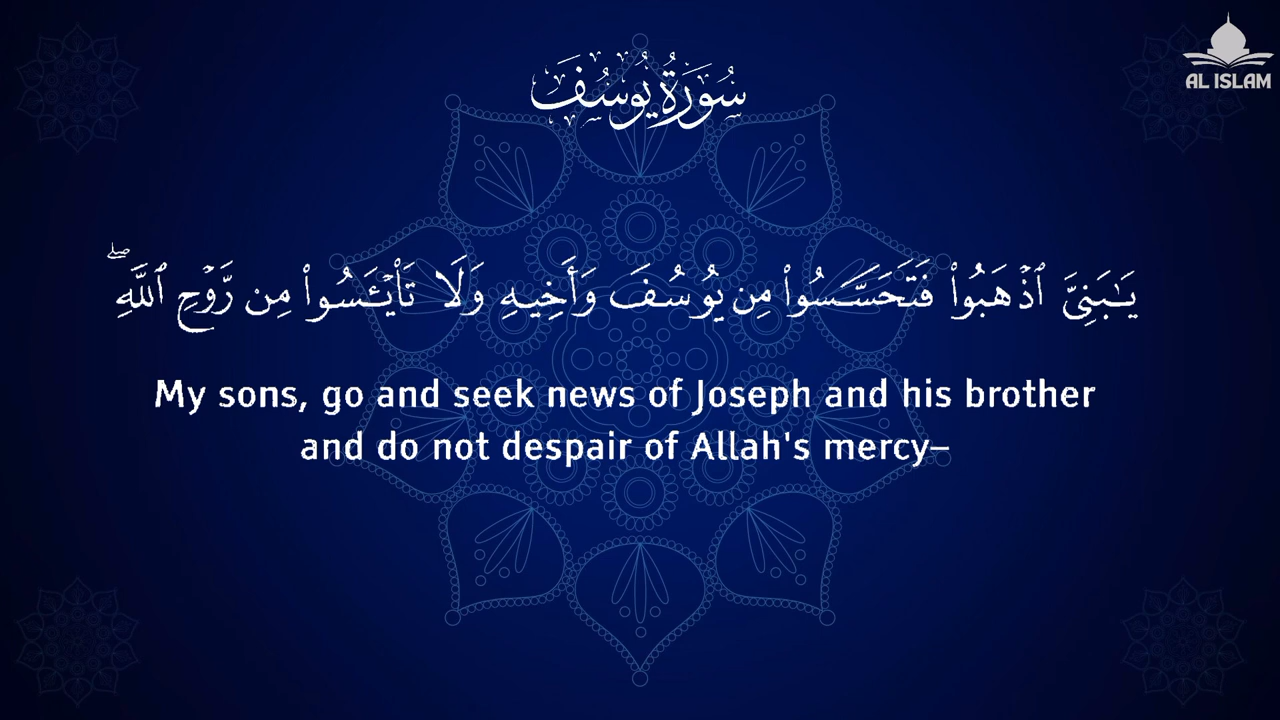 سُورَةُ يُوسُفَ
AL ISLAM
يَـٰبَنِىَّ ٱذْهَبُوا۟ فَتَحَسَّسُوا۟ مِن يُوسُفَ وَأَخِيهِ وَلَا تَا۟يْـَٔسُوا۟ مِن رَّوْحِ ٱللَّهِ ۖ
My sons, go and seek news of Joseph and his brother
and do not despair of Allah's mercy–